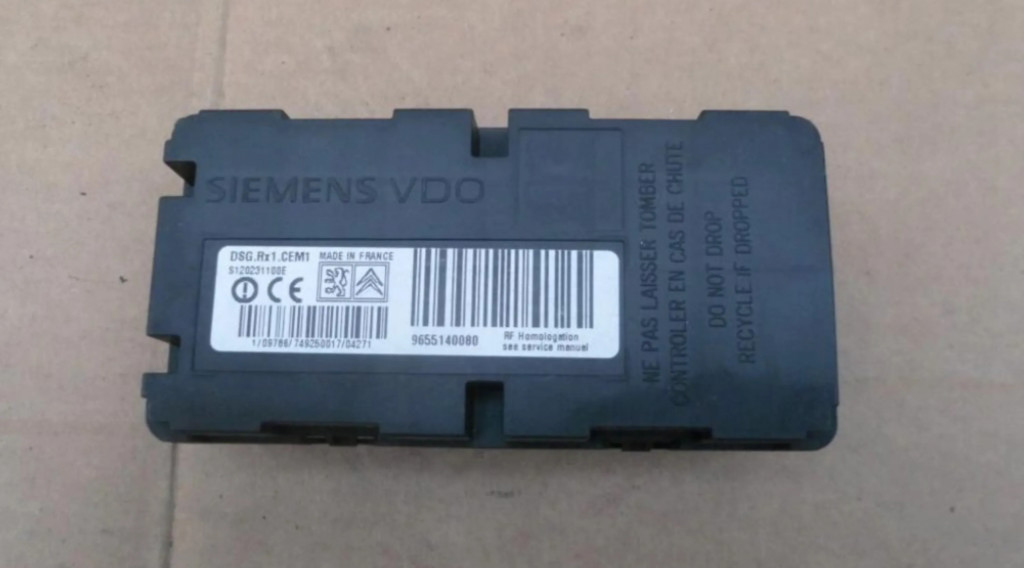 SIEMENS VDO
DSG.Rx1.CEM1 MADE IN FRANCE
S120231100E
CE
1/09786/749250017/04271
9655140080
RF Homologation
see service manual
NE PAS LAISSER TOMBER
CONTROLER EN CAS DE CHUTE
DO NOT DROP
RECYCLE.IF DROPPED